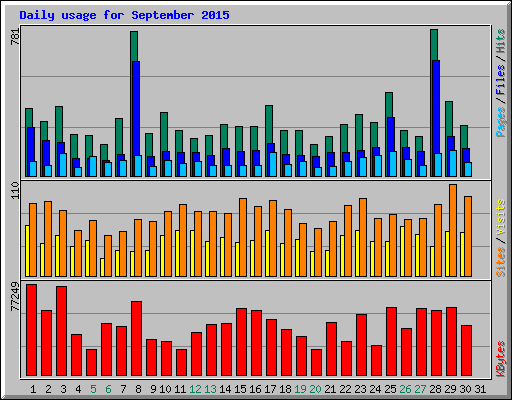 Daily usage for September 2015
781
Pages / Files / Hits
110
Sites / Visits
77249
KBytes
1 2 3 4 5 6 7 8 9 10 11 12 13 14 15 16 17 18 19 20 21 22 23 24 25 26 27 28 29 30 31